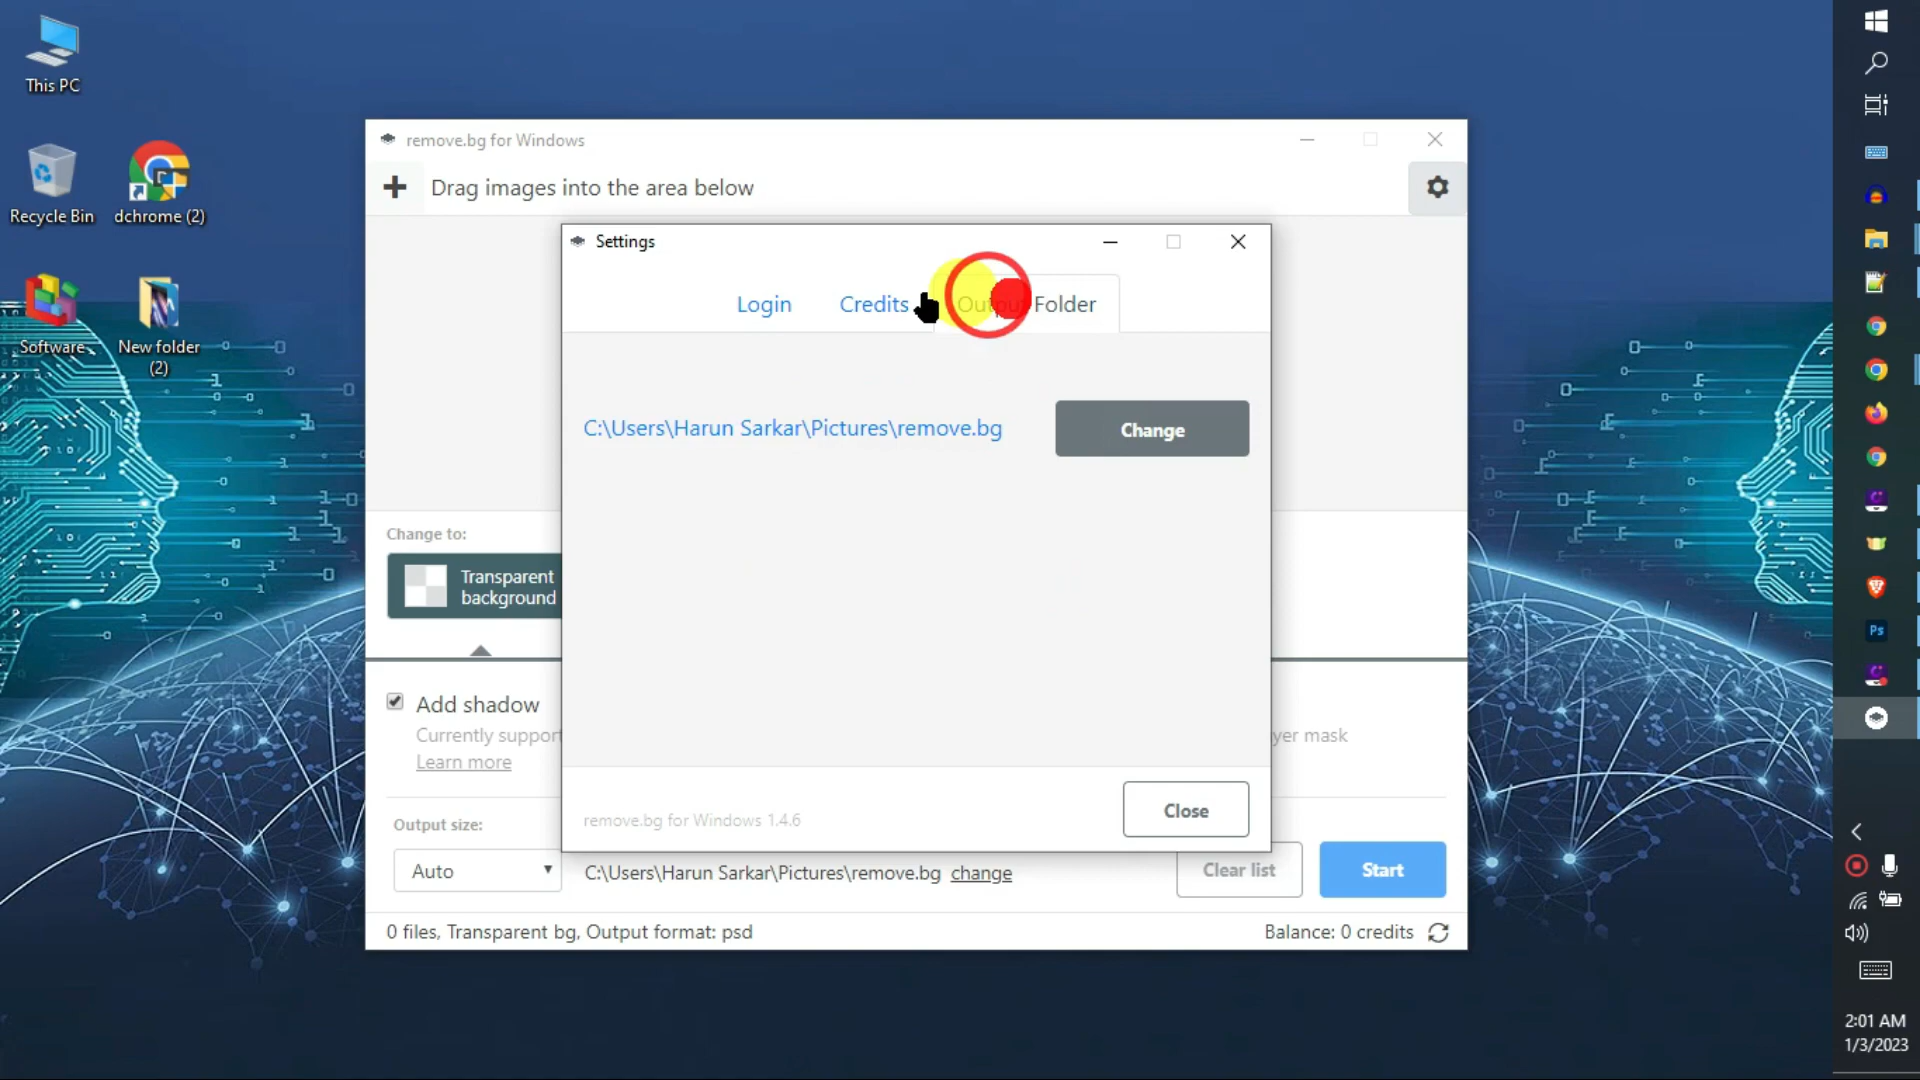 This PC
Recycle Bin
dchrome (2)
Software
New folder
(2)
remove.bg for Windows
Drag images into the area below
Settings
Login
Credits
Output Folder
C:\Users\Harun Sarkar\Pictures\remove.bg
Change
Change to:
Transparent
background
Add shadow
Currently support
yer mask
Learn more
Close
remove.bg for Windows 1.4.6
Output size:
Auto
C:\Users\Harun Sarkar\Pictures\remove.bg change
Clear list
Start
0 files, Transparent bg, Output format: psd
Balance: 0 credits
Ps
2:01 AM
1/3/2023